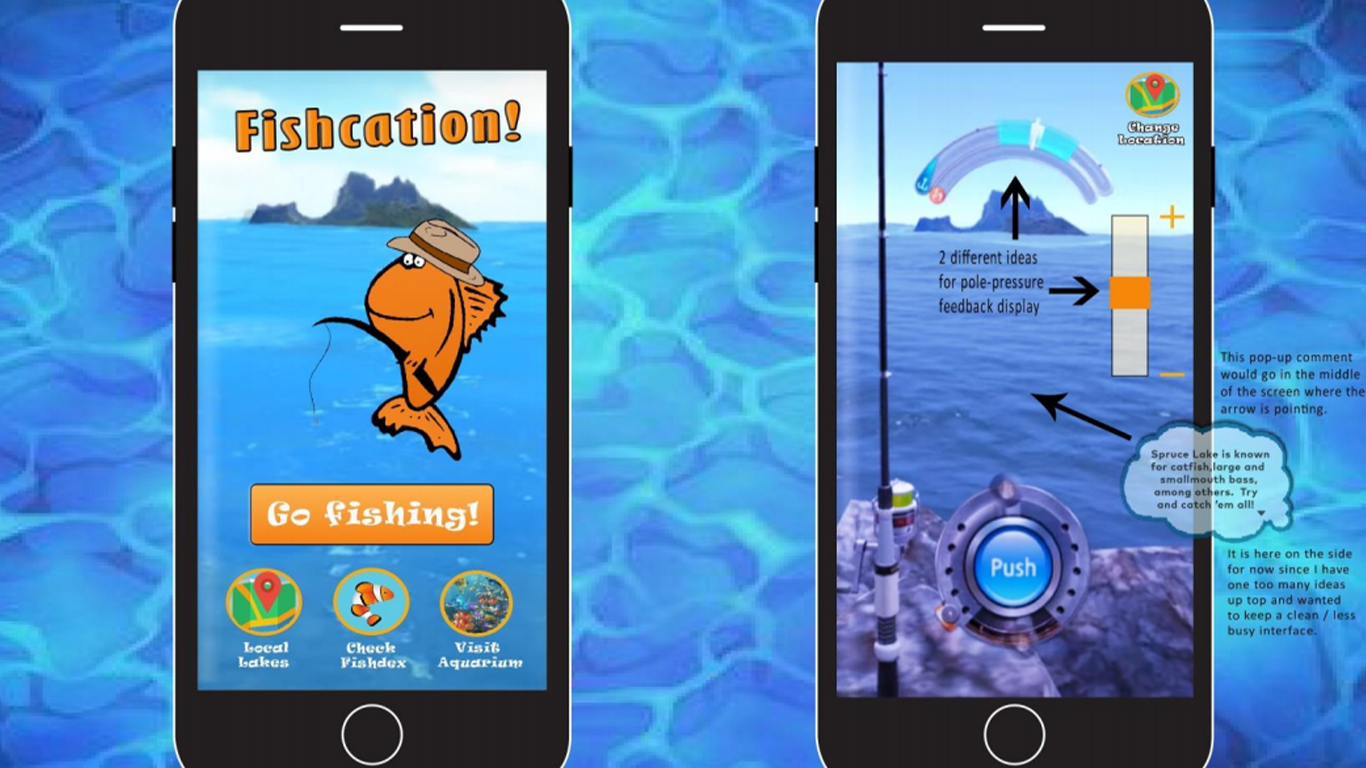 Fishcation!
Go fishing!
Local
Lakes
Check
Fishdex
Visit
Aquarium
Change
Location
2 different ideas
for pole-pressure
feedback display
+
–
Push
This pop-up comment
would go in the middle
of the screen where the
arrow is pointing.
Spruce Lake is known
for catfish,large and
smallmouth bass,
among others. Try
and catch 'em all!
It is here on the side
for now since I have
one too many ideas
up top and wanted
to keep a clean / less
busy interface.